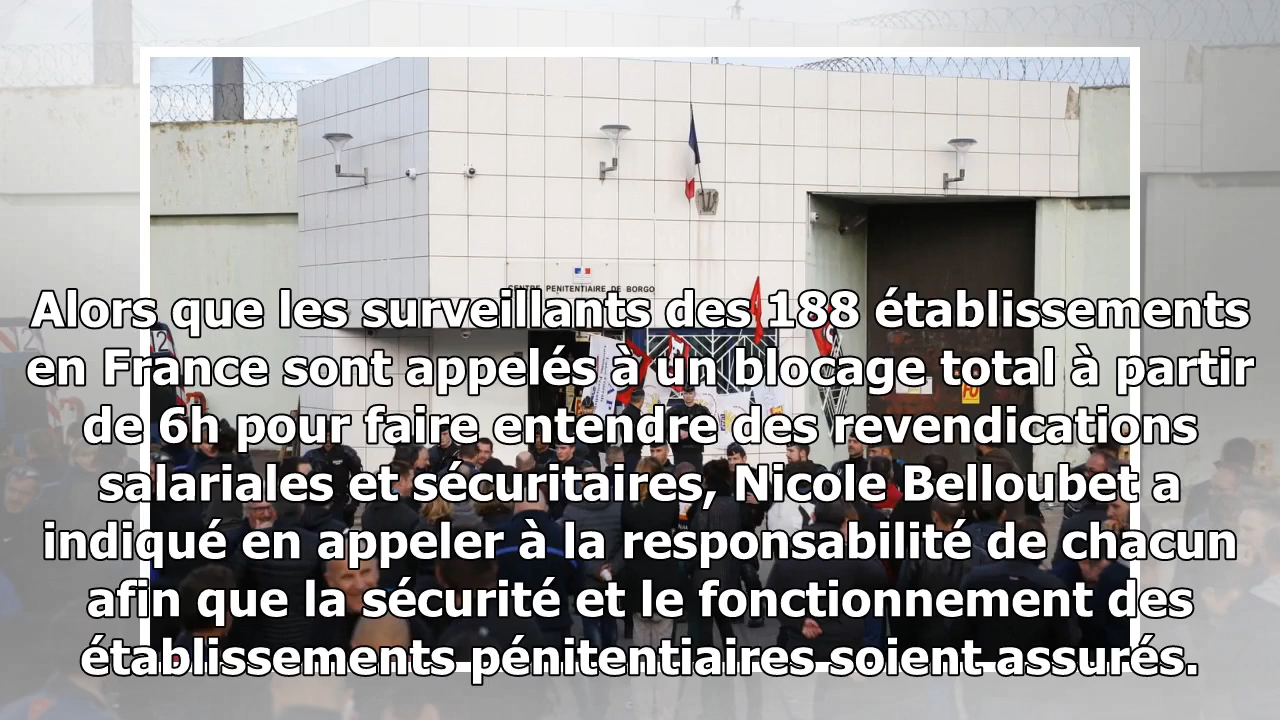 CENTRE PENITENTIAIRE DE BORGO
Alors que les surveillants des 188 établissements
en France sont appelés à un blocage total à partir
de 6h pour faire entendre des revendications
salariales et sécuritaires, Nicole Belloubet a
indiqué en appeler à la responsabilité de chacun
afin que la sécurité et le fonctionnement des
établissements pénitentiaires soient assurés.
FO